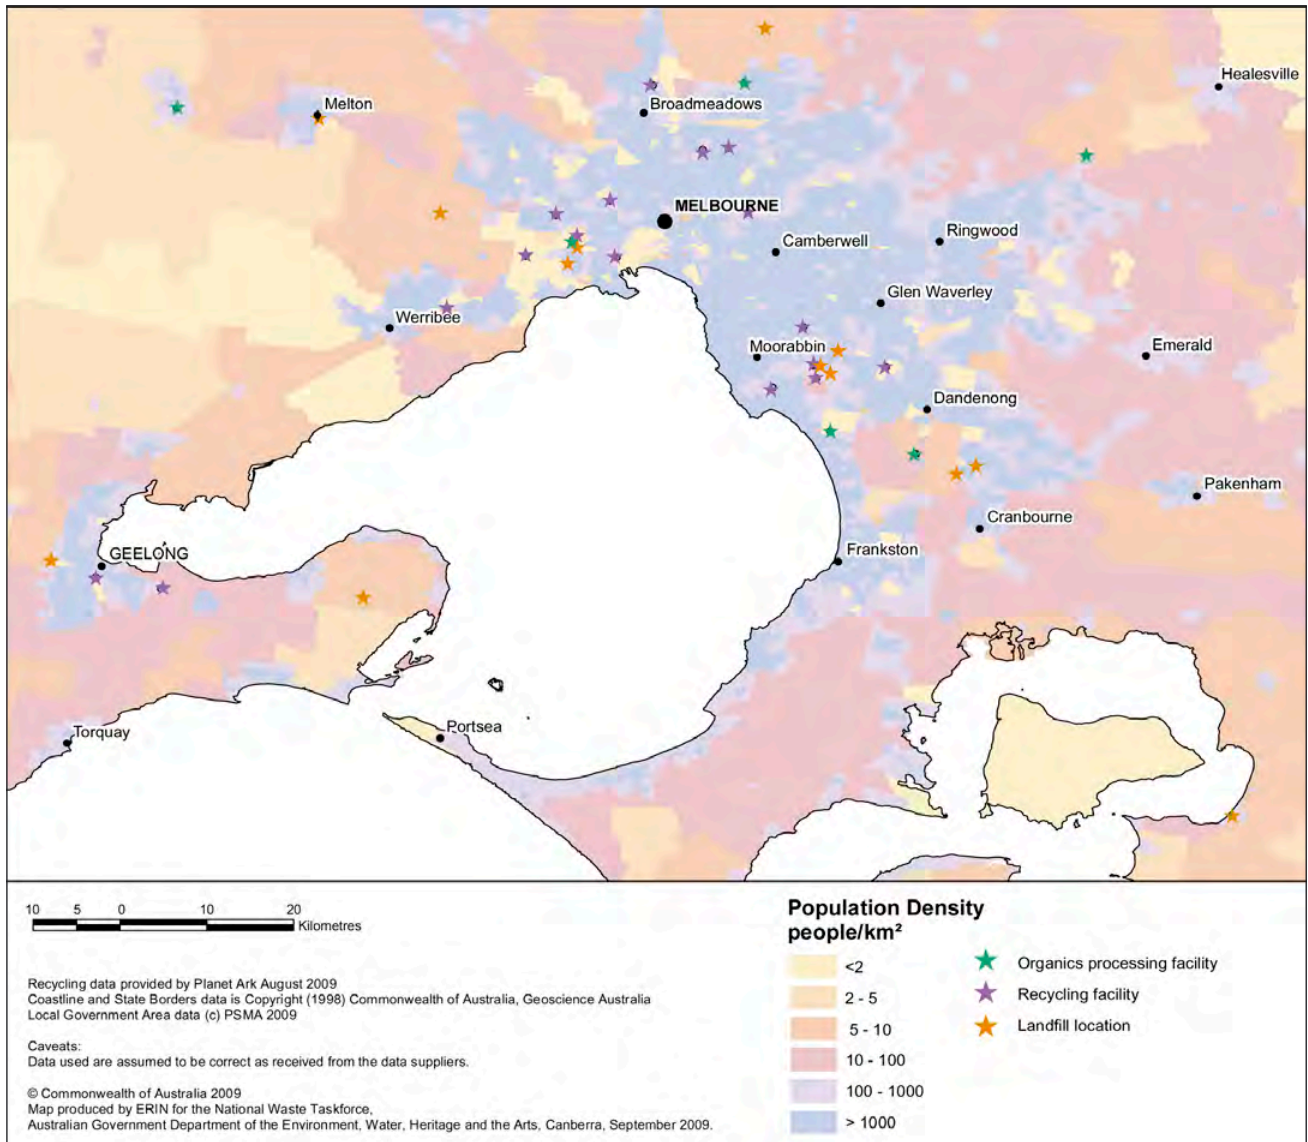 Healesville
Melton
Broadmeadows
MELBOURNE
Ringwood
Camberwell
Glen Waverley
Werribee
Moorabbin
Emerald
Dandenong
Pakenham
Cranbourne
GEELONG
Frankston
Torquay
Portsea
10 5 0 10 20
Kilometres
Recycling data provided by Planet Ark August 2009
Coastline and State Borders data is Copyright (1998) Commonwealth of Australia, Geoscience Australia
Local Government Area data (c) PSMA 2009
Caveats:
Data used are assumed to be correct as received from the data suppliers.
© Commonwealth of Australia 2009
Map produced by ERIN for the National Waste Taskforce,
Australian Government Department of the Environment, Water, Heritage and the Arts, Canberra, September 2009.
Population Density
people/km²
<2
2 - 5
5 - 10
10 - 100
100 - 1000
> 1000
Organics processing facility
Recycling facility
Landfill location